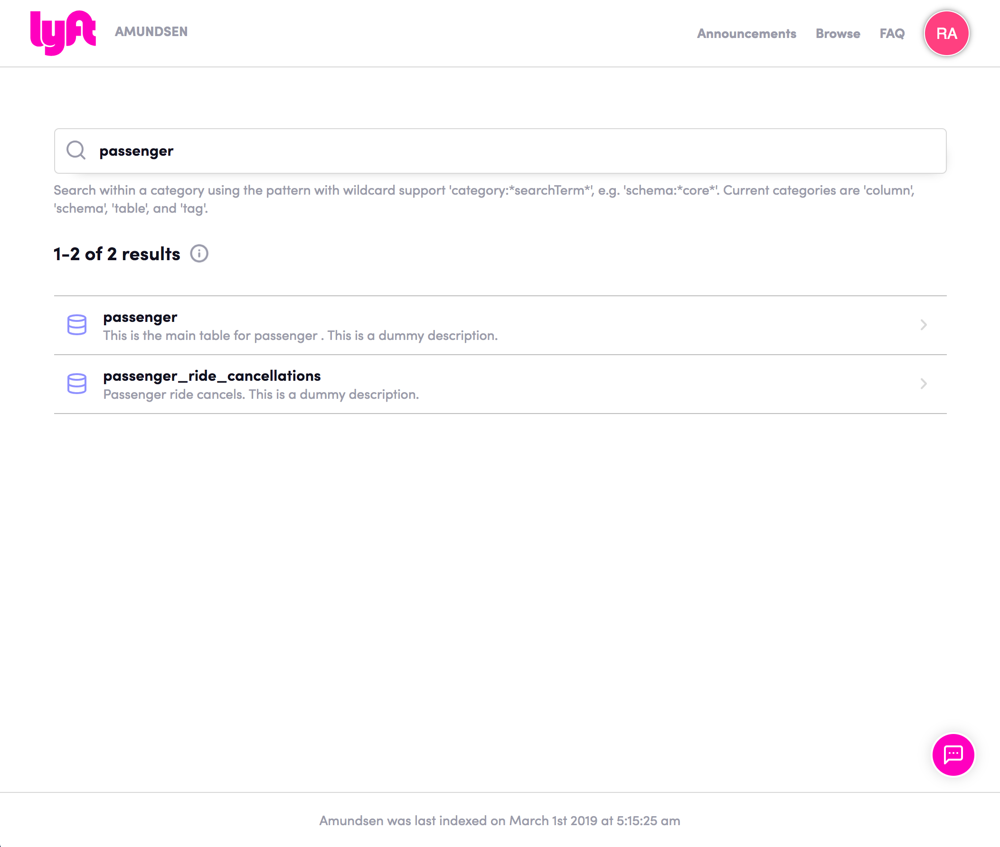 lyft
AMUNDSEN
Announcements
Browse
FAQ
RA
passenger
Search within a category using the pattern with wildcard support 'category:*searchTerm*', e.g. 'schema:*core*'. Current categories are 'column',
'schema', 'table', and 'tag'.
1-2 of 2 results
passenger
This is the main table for passenger . This is a dummy description.
passenger_ride_cancellations
Passenger ride cancels. This is a dummy description.
Amundsen was last indexed on March 1st 2019 at 5:15:25 am